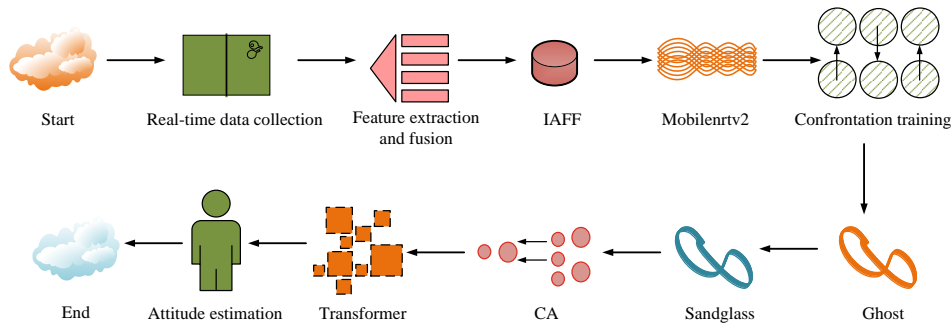 Start
Real-time data collection
Feature extraction
and fusion
IAFF
Mobilenrtv2
Confrontation training
End
Attitude estimation
Transformer
CA
Sandglass
Ghost